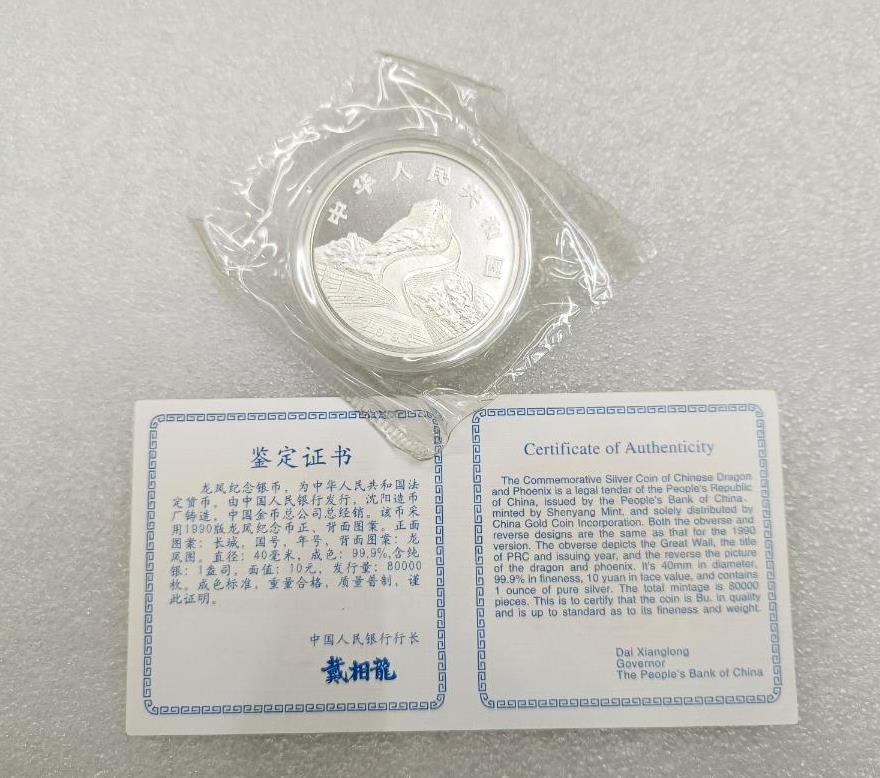 中华人民共和国
鉴定证书
龙凤纪念银币，为中华人民共和国法
定货币。由中国人民银行发行，沈阳造币
厂铸造，中国金币总公司总经销。该币采
用1990版龙凤纪念币正、背面图案。正面
图案：长城，国号，年号，背面图案：龙
凤图。直径：40毫米，成色：99.9%,含纯
银：1盎司，面值：10元，发行量：80000
枚。成色标准，重量合格，质量普制，谨
此证明。
中国人民银行行长
戴相龍
Certificate of Authenticity
The Commemorative Silver Coin of Chinese Dragon
and Phoenix is a legal tender of the People's Republic
of China, issued by the People's Bank of China,
minted by Shenyang Mint, and solely distributed by
China Gold Coin Incorporation. Both the obverse and
reverse designs are the same as that for the 1990
version. The obverse depicts the Great Wall, the title
of PRC and issuing year, and the reverse the picture
of the dragon and phoenix. It's 40mm in diameter,
99.9% in fineness, 10 yuan in face value, and contains
1 ounce of pure silver. The total mintage is 80000
pieces. This is to certify that the coin is Bu. in quality
and is up to standard as to its fineness and weight.
Dai Xianglong
Governor
The People's Bank of China